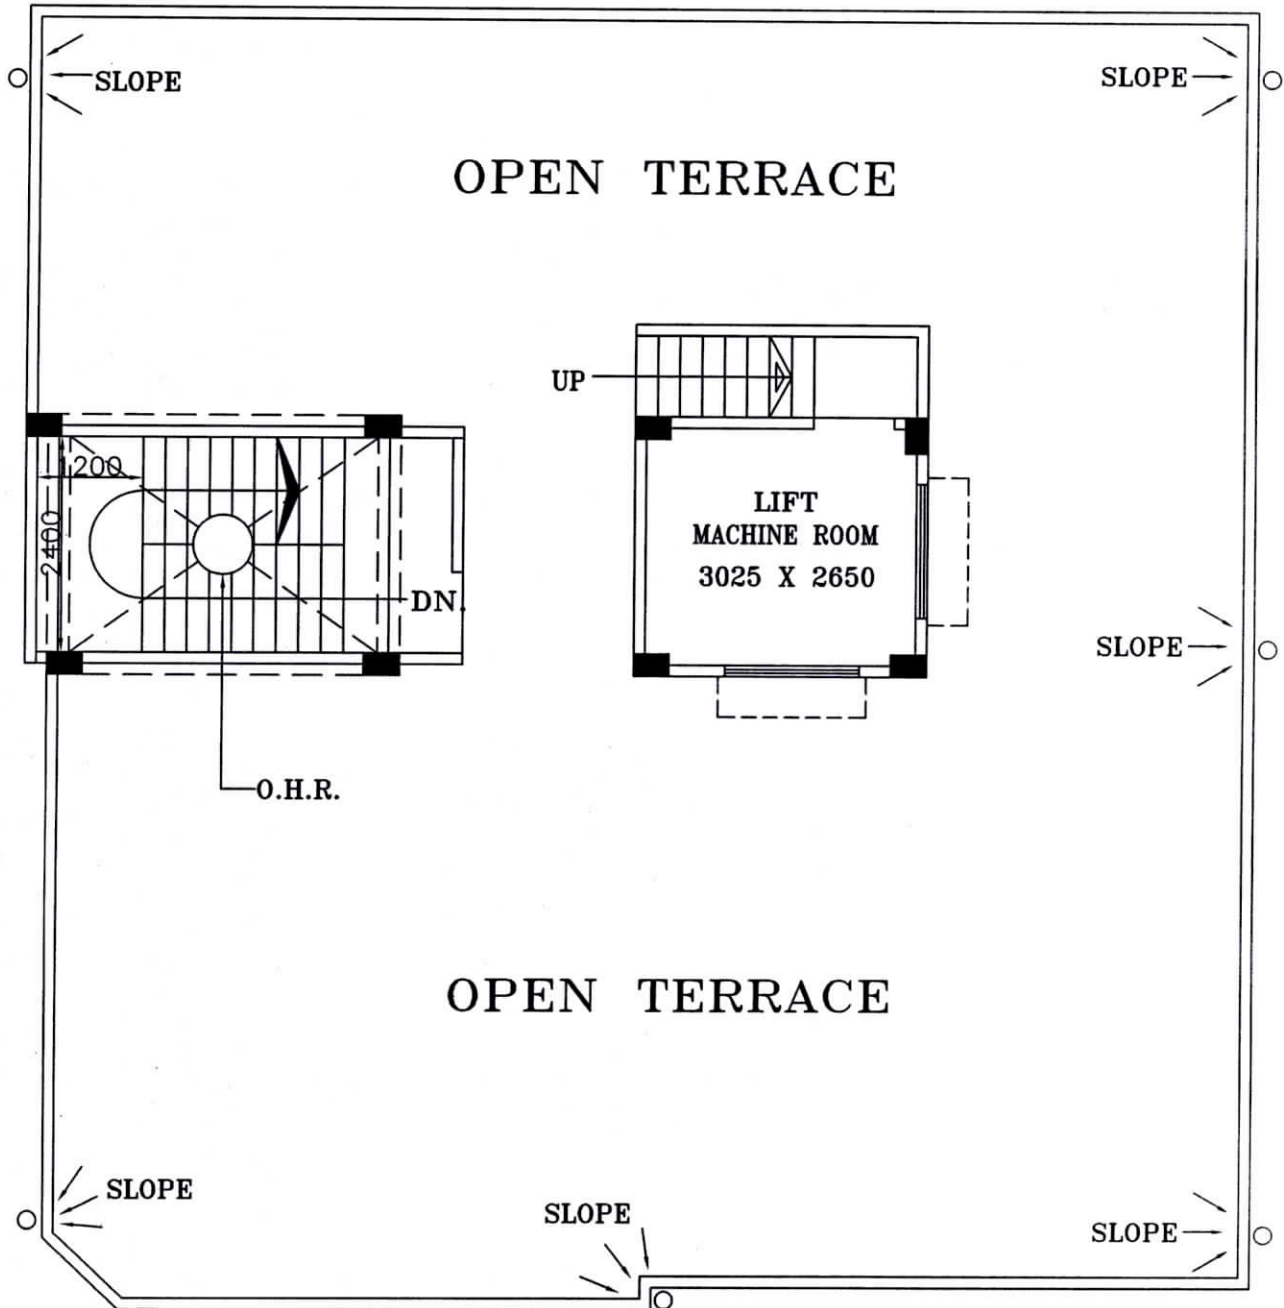 SLOPE
SLOPE
OPEN TERRACE
UP
1200
2400
LIFT
MACHINE ROOM
3025 X 2650
DN.
SLOPE
O.H.R.
OPEN TERRACE
SLOPE
SLOPE
SLOPE